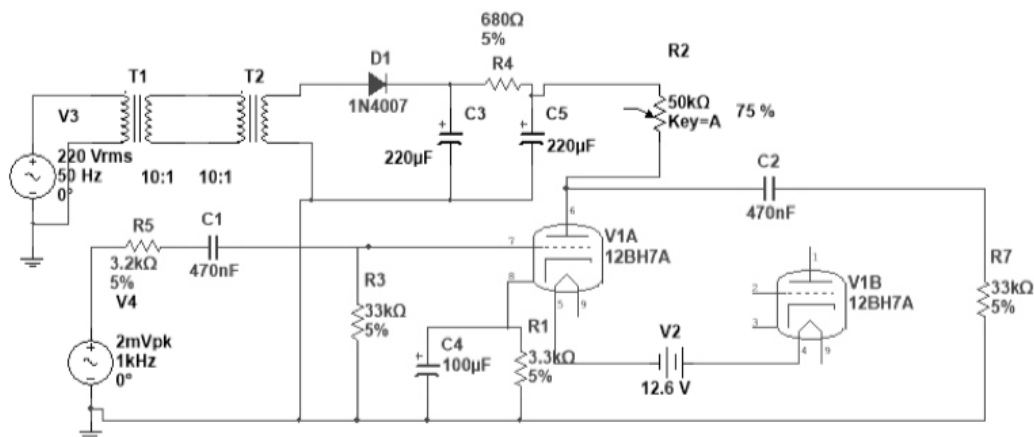 680Ω
5%
R4
R2
D1
1N4007
T1
T2
V3
C3
C5
50kΩ
Key=A
75 %
220µF
220µF
220 Vrms
50 Hz
0°
10:1
10:1
C2
470nF
R5
C1
3.2kΩ
5%
470nF
V4
6
7
8
5
9
V1A
12BH7A
R3
33kΩ
5%
1
2
3
4
9
V1B
12BH7A
R7
33kΩ
5%
R1
3.3kΩ
5%
C4
100µF
V2
12.6 V
2mVpk
1kHz
0°